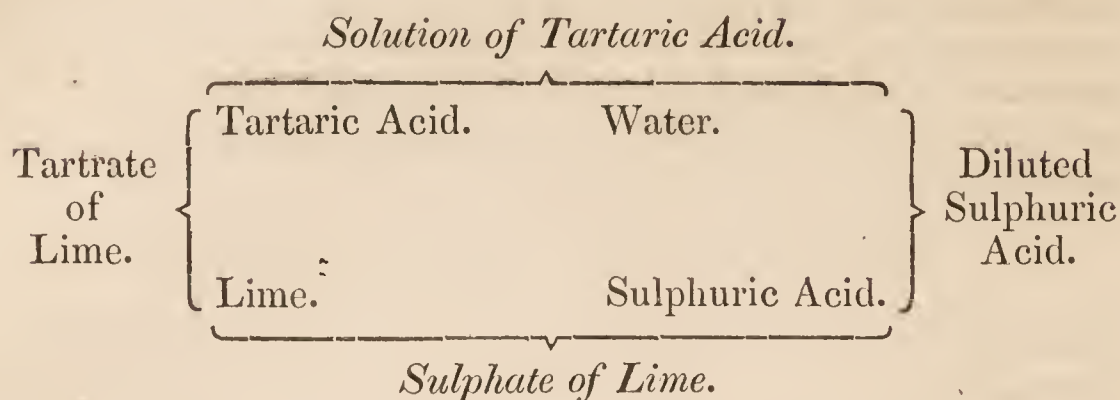 Solution of Tartaric Acid.
Tartaric Acid. Water.
Tartrate
of
Lime.
Diluted
Sulphuric
Acid.
Lime. Sulphuric Acid.
Sulphate of Lime.